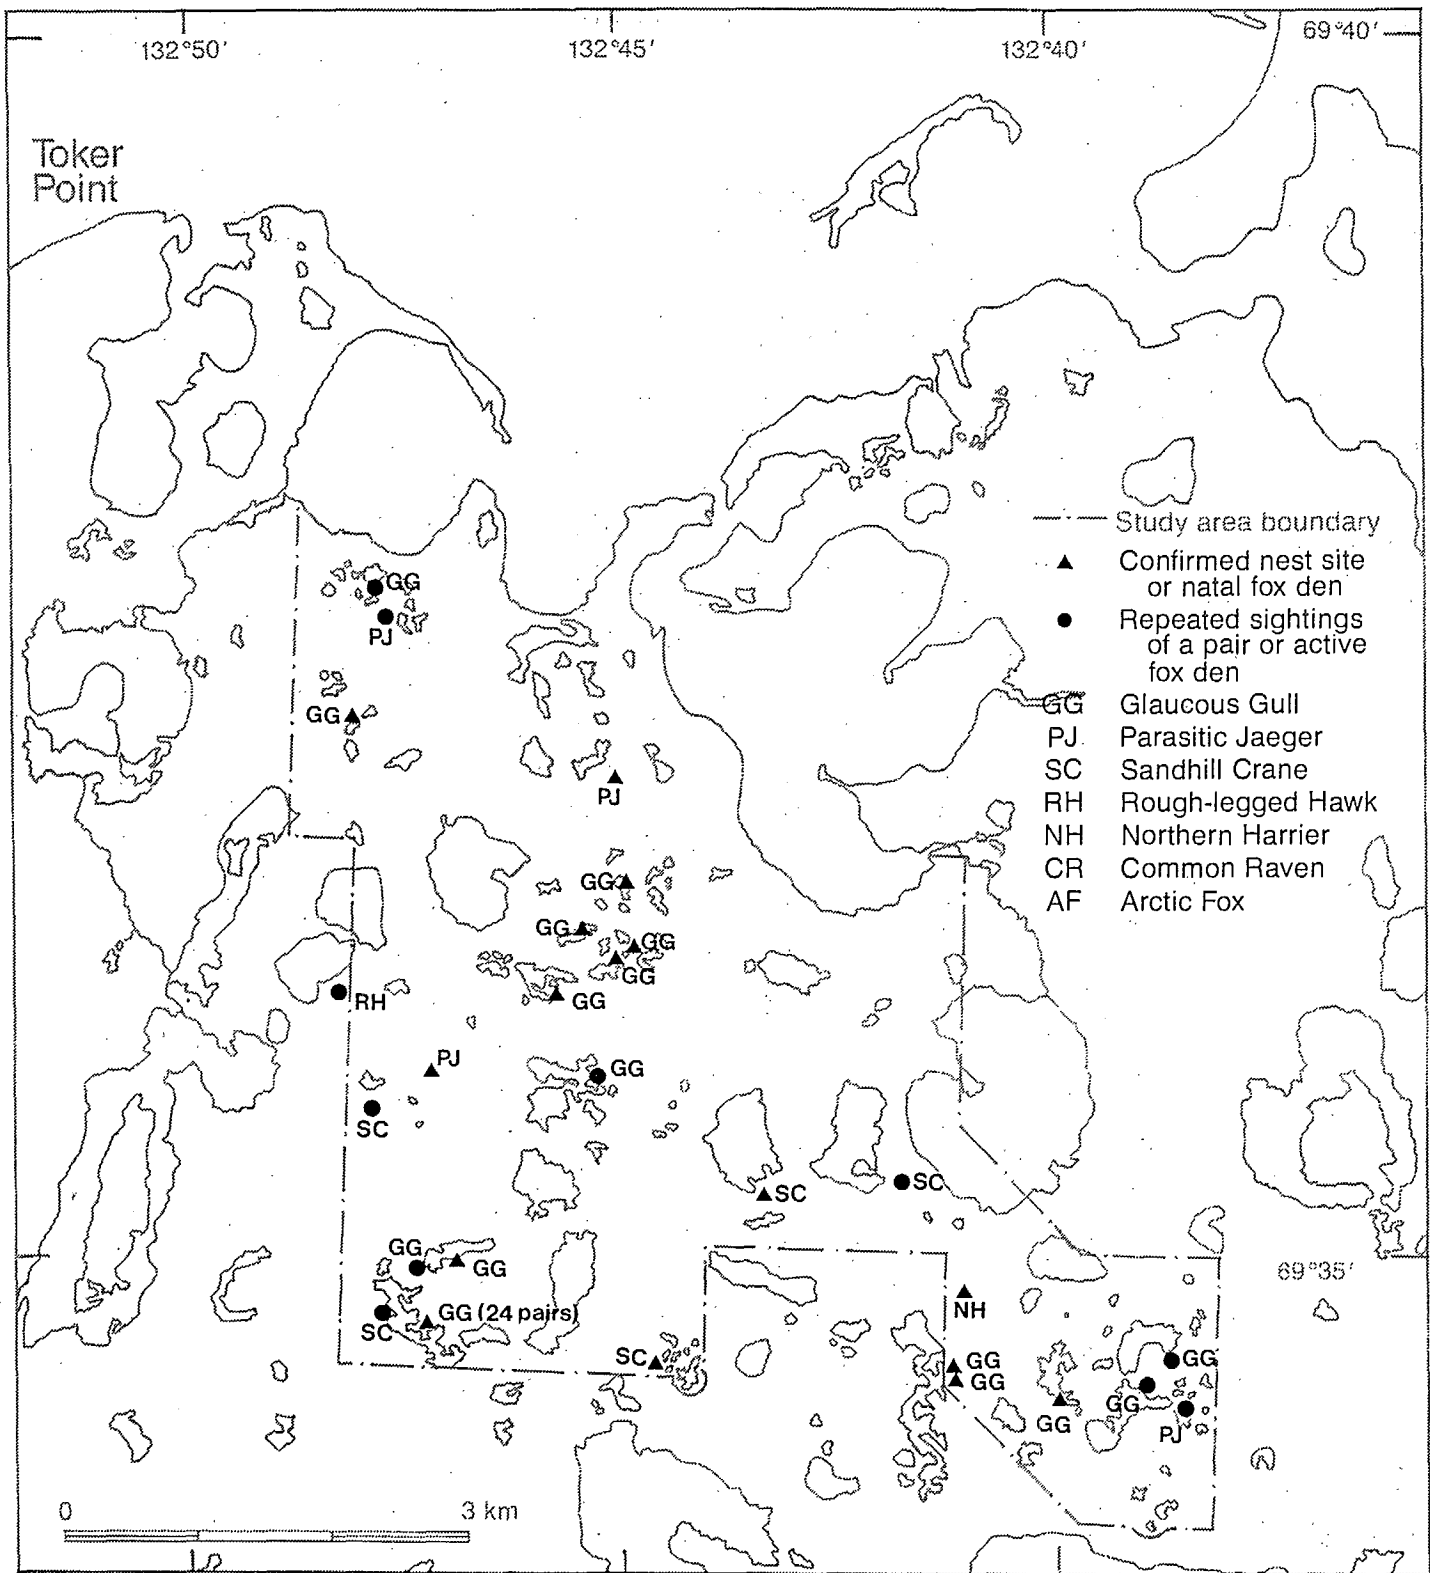 132°50′ 132°45′ 132°40′ 69°40′
Toker
Point
Study area boundary
Confirmed nest site
or natal fox den
GG
Repeated sightings
of a pair or active
fox den
PJ
GG
GG Glaucous Gull
PJ Parasitic Jaeger
SC Sandhill Crane
PJ
RH Rough-legged Hawk
NH Northern Harrier
CR Common Raven
AF Arctic Fox
GG
GG
GG
GG
GG
RH
PJ
GG
SC
SC
SC
GG
GG
69°35′
NH
GG (24 pairs)
SC
SC
GG
GG
GG
GG
GG
PJ
0 3 km